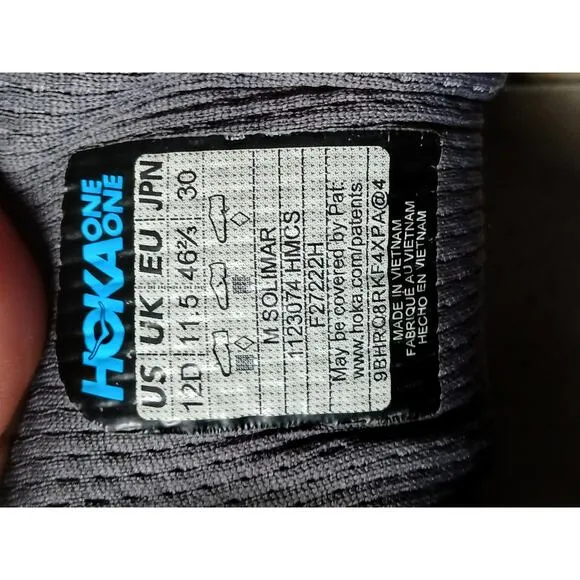 HOKA ONE ONE
US UK EU JPN
12D 11.5 46⅔ 30
M SOLIMAR
1123074 HMCS
F27222H
May be covered by Pat.
www.hoka.com/patents
9BHRQ8RKF4XPA@4
MADE IN VIETNAM
FABRIQUÉ AU VIETNAM
HECHO EN VIETNAM